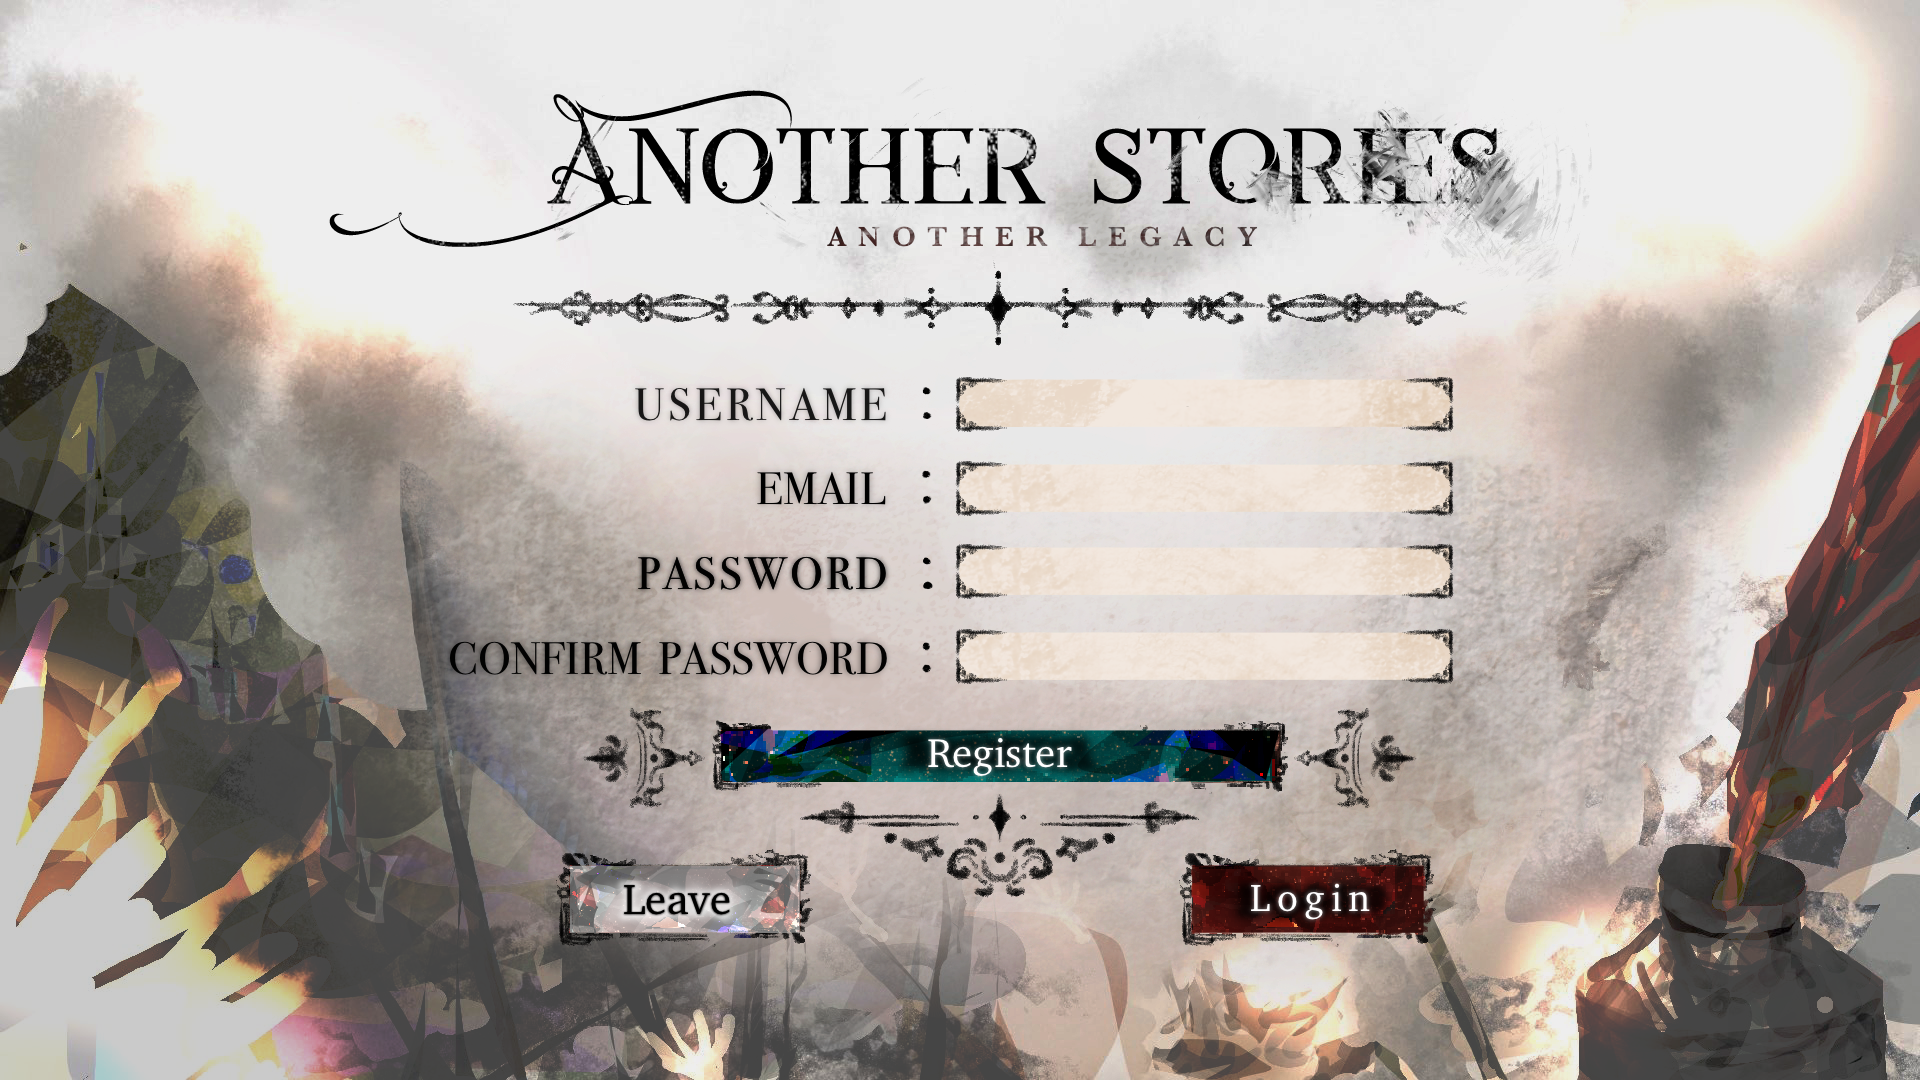 ANOTHER STORIES
ANOTHER LEGACY
USERNAME :
EMAIL :
PASSWORD :
CONFIRM PASSWORD :
Register
Leave
Login